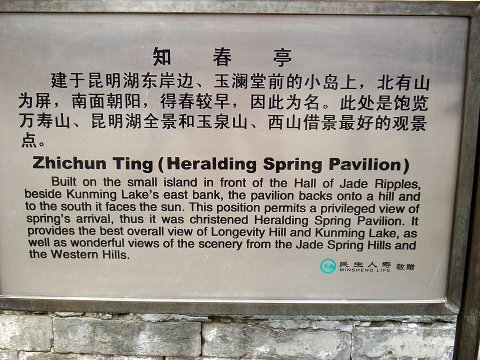 知 春 亭
建于昆明湖东岸边、玉澜堂前的小岛上，北有山
为屏，南面朝阳，得春较早，因此为名。此处是饱览
万寿山、昆明湖全景和玉泉山、西山借景最好的观景
点。
Zhichun Ting (Heralding Spring Pavilion)
Built on the small island in front of the Hall of Jade Ripples,
beside Kunming Lake's east bank, the pavilion backs onto a hill and
to the south it faces the sun. This position permits a privileged view of
spring's arrival, thus it was christened Heralding Spring Pavilion. It
provides the best overall view of Longevity Hill and Kunming Lake, as
well as wonderful views of the scenery from the Jade Spring Hills and
the Western Hills.
民生人寿 敬赠
MINSHENG LIFE